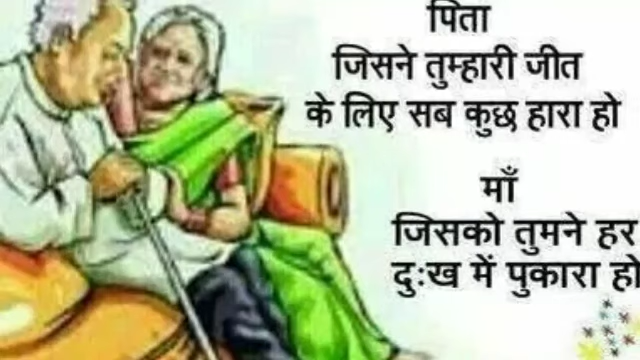 पिता
जिसने तुम्हारी जीत
के लिए सब कुछ हारा हो
माँ
जिसको तुमने हर
दुःख में पुकारा हो